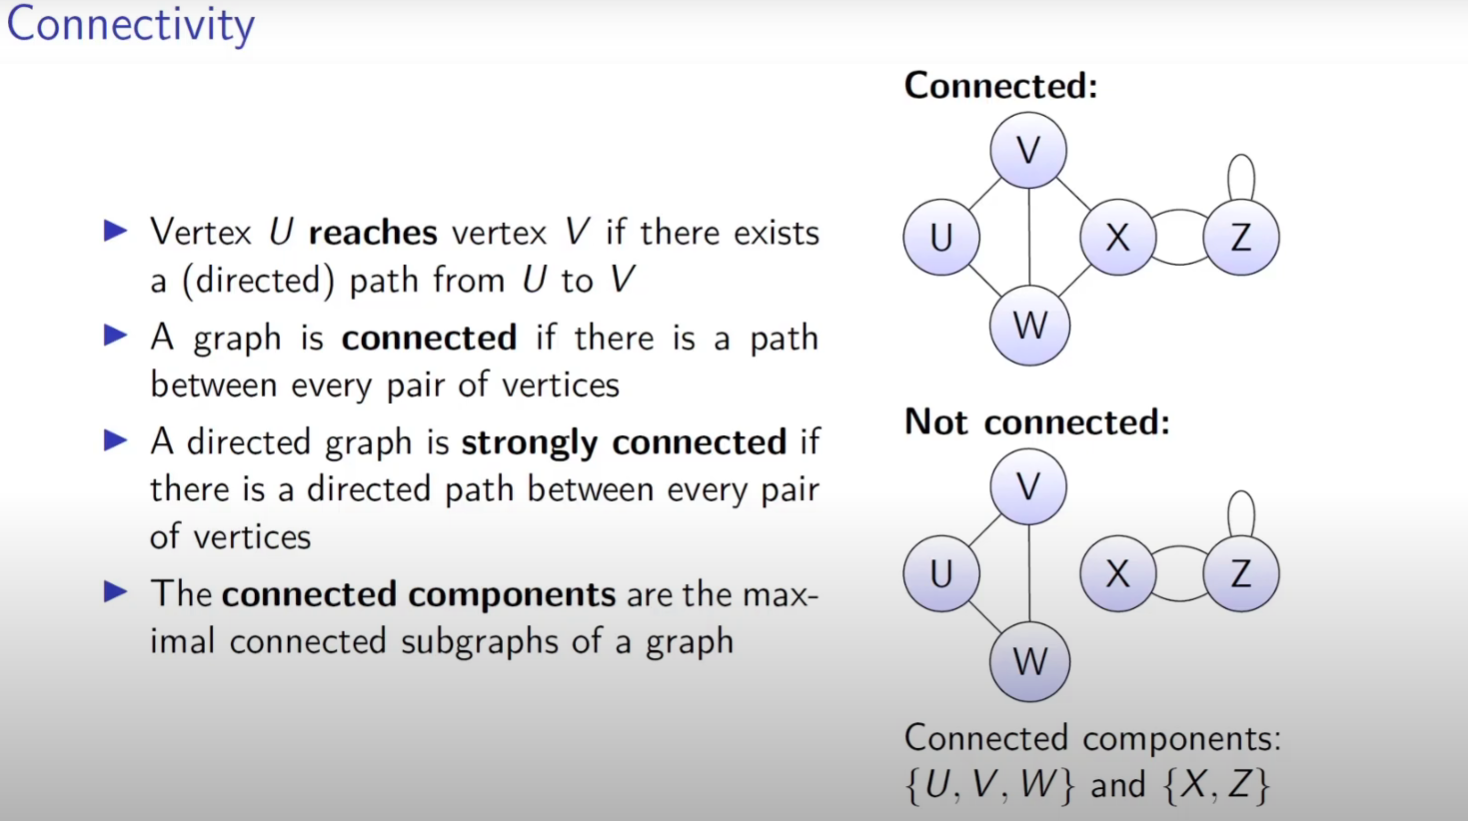 Connectivity
▶ Vertex U reaches vertex V if there exists
a (directed) path from U to V
▶ A graph is connected if there is a path
between every pair of vertices
▶ A directed graph is strongly connected if
there is a directed path between every pair
of vertices
▶ The connected components are the max-
imal connected subgraphs of a graph
Connected:
V
U
X
Z
W
Not connected:
V
U
X
Z
W
Connected components:
{U, V, W} and {X, Z}